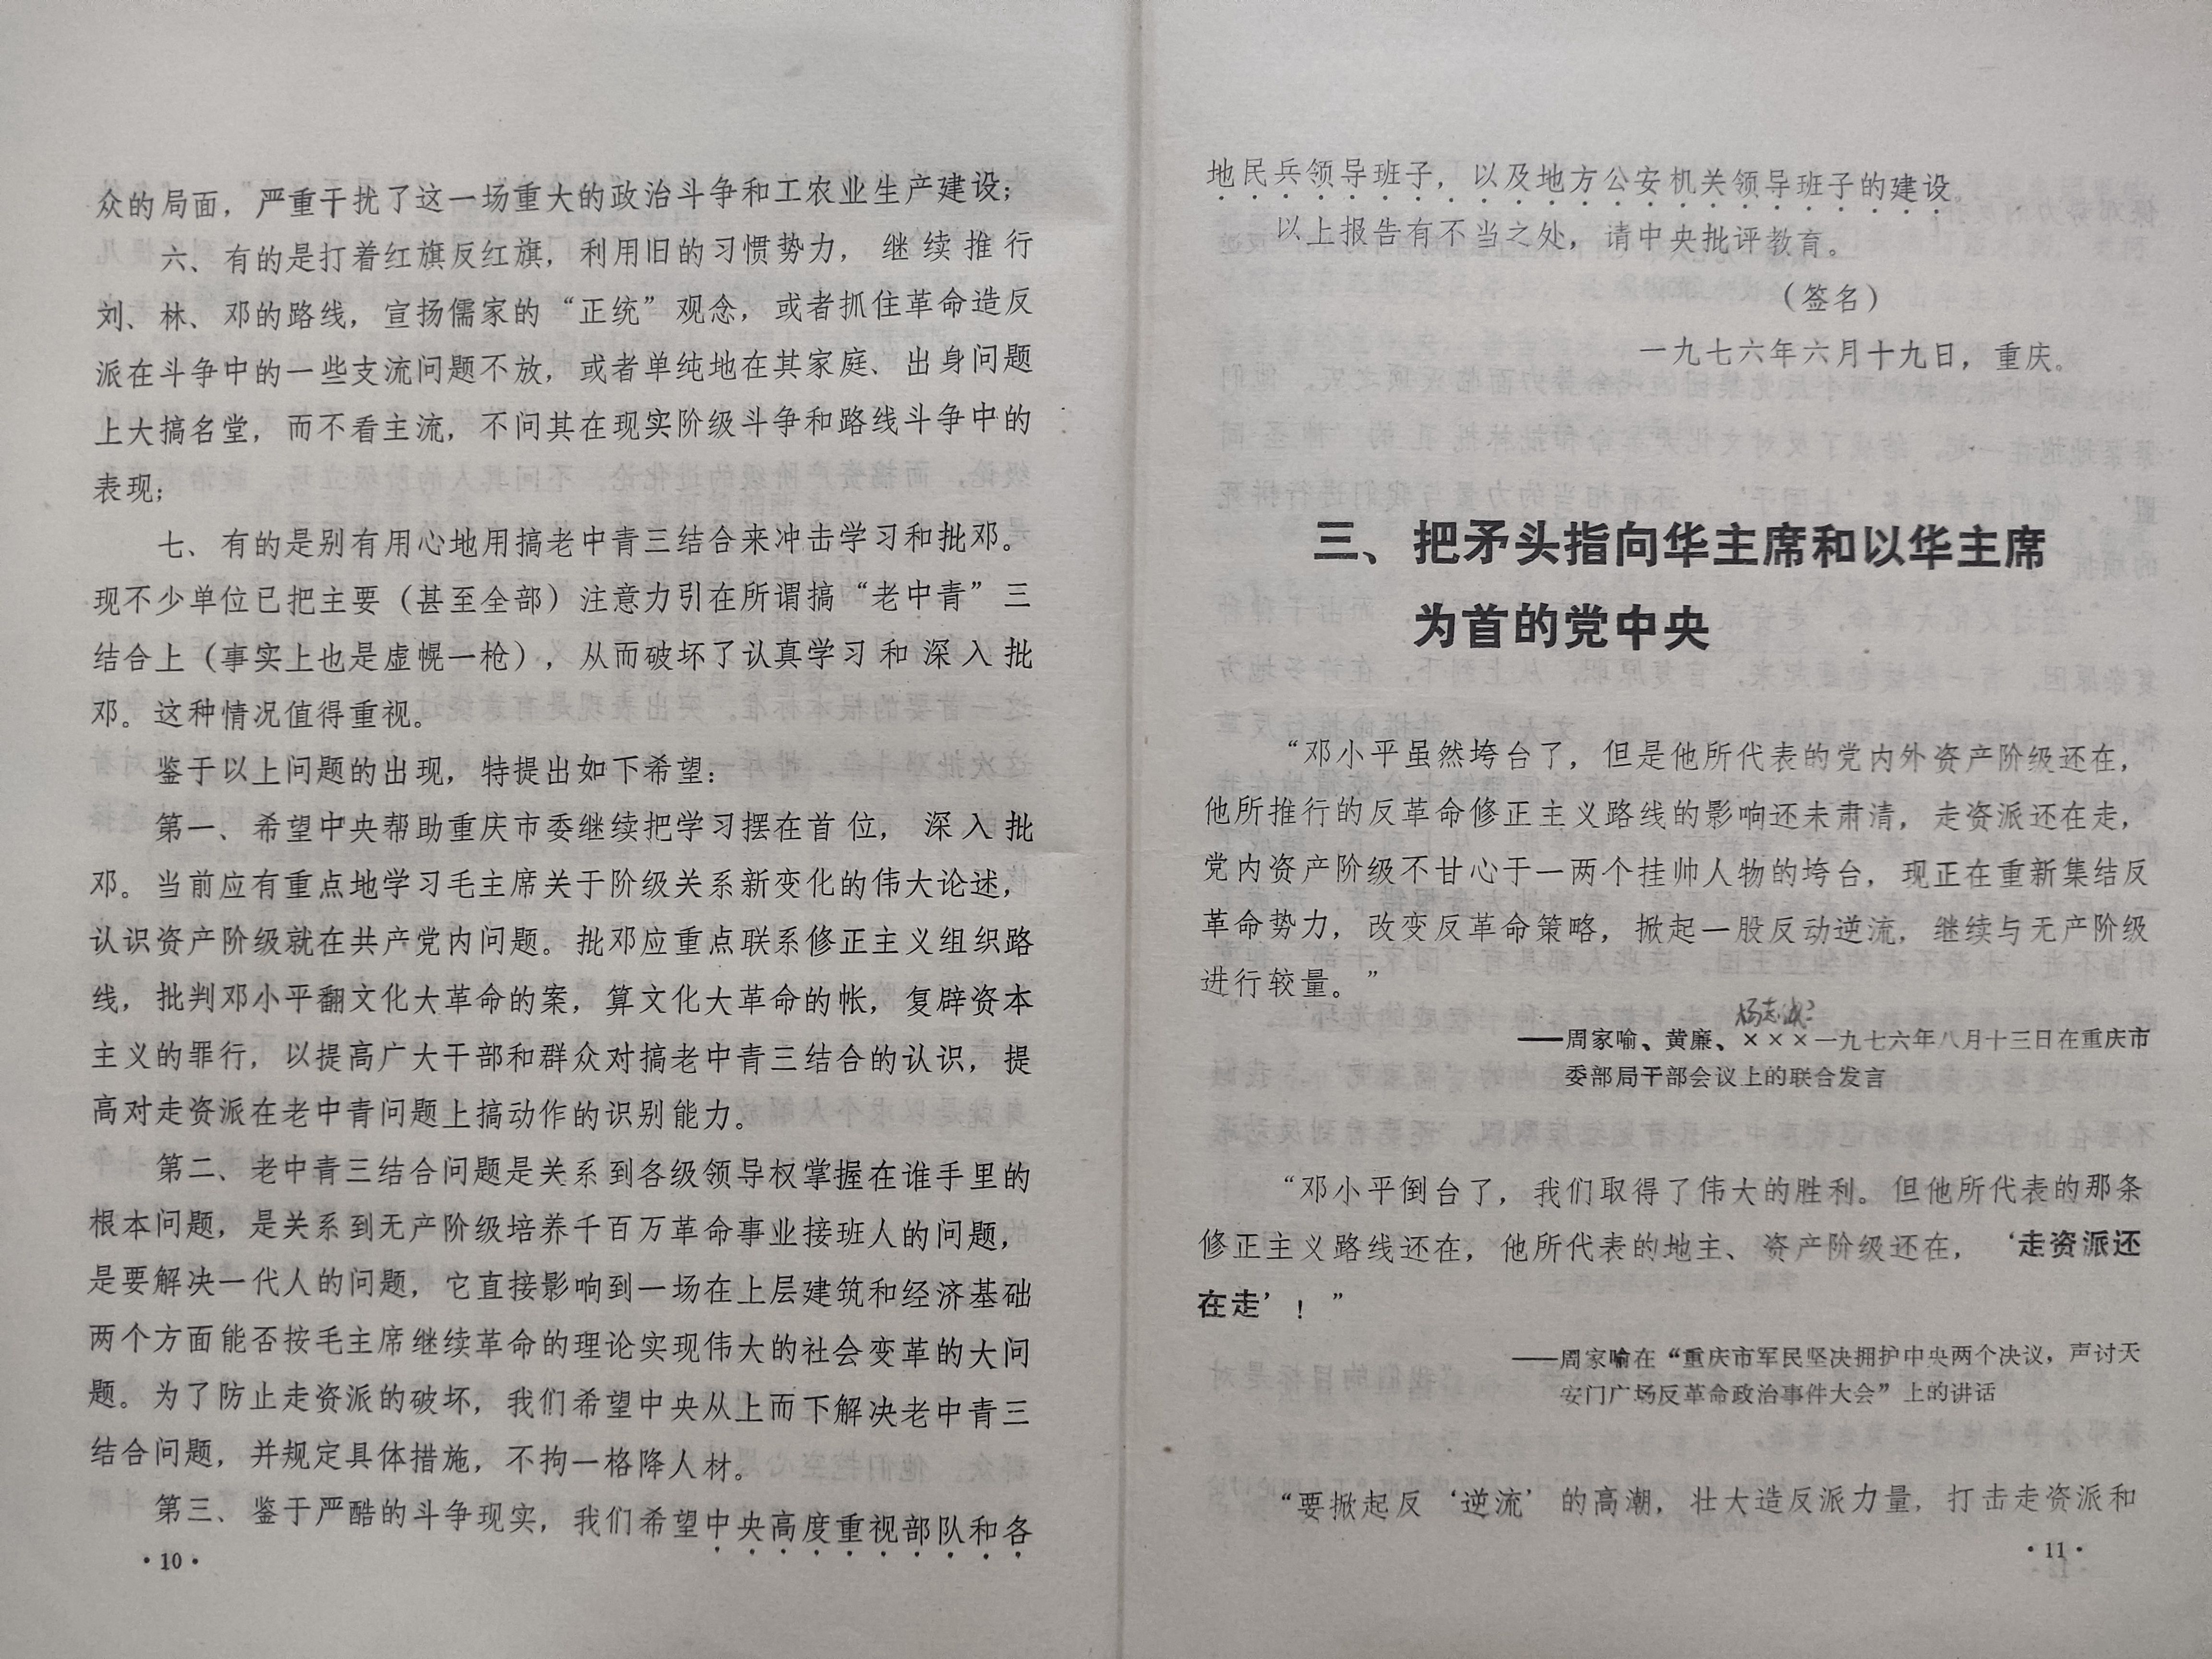 众的局面，严重干扰了这一场重大的政治斗争和工农业生产建设；
六、有的是打着红旗反红旗，利用旧的习惯势力，继续推行
刘、林、邓的路线，宣扬儒家的“正统”观念，或者抓住革命造反
派在斗争中的一些支流问题不放，或者单纯地在其家庭、出身问题
上大搞名堂，而不看主流，不问其在现实阶级斗争和路线斗争中的
表现；
七、有的是别有用心地用搞老中青三结合来冲击学习和批邓。
现不少单位已把主要（甚至全部）注意力引在所谓搞“老中青”三
结合上（事实上也是虚幌一枪），从而破坏了认真学习和深入批
邓。这种情况值得重视。
鉴于以上问题的出现，特提出如下希望：
第一、希望中央帮助重庆市委继续把学习摆在首位，深入批
邓。当前应有重点地学习毛主席关于阶级关系新变化的伟大论述，
认识资产阶级就在共产党内问题。批邓应重点联系修正主义组织路
线，批判邓小平翻文化大革命的案，算文化大革命的帐，复辟资本
主义的罪行，以提高广大干部和群众对搞老中青三结合的认识，提
高对走资派在老中青问题上搞动作的识别能力。
第二、老中青三结合问题是关系到各级领导权掌握在谁手里的
根本问题，是关系到无产阶级培养千百万革命事业接班人的问题，
是要解决一代人的问题，它直接影响到一场在上层建筑和经济基础
两个方面能否按毛主席继续革命的理论实现伟大的社会变革的大问
题。为了防止走资派的破坏，我们希望中央从上而下解决老中青三
结合问题，并规定具体措施，不拘一格降人材。
第三、鉴于严酷的斗争现实，我们希望中央高度重视部队和各
·10·
地民兵领导班子，以及地方公安机关领导班子的建设。
以上报告有不当之处，请中央批评教育。
（签名）
一九七六年六月十九日，重庆。
三、把矛头指向华主席和以华主席
为首的党中央
“邓小平虽然垮台了，但是他所代表的党内外资产阶级还在，
他所推行的反革命修正主义路线的影响还未肃清，走资派还在走，
党内资产阶级不甘心于一两个挂帅人物的垮台，现正在重新集结反
革命势力，改变反革命策略，掀起一股反动逆流，继续与无产阶级
进行较量。”
——周家喻、黄廉、×××一九七六年八月十三日在重庆市
委部局干部会议上的联合发言
“邓小平倒台了，我们取得了伟大的胜利。但他所代表的那条
修正主义路线还在，他所代表的地主、资产阶级还在，‘走资派还
在走’！”
——周家喻在“重庆市军民坚决拥护中央两个决议，声讨天
安门广场反革命政治事件大会”上的讲话
“要掀起反‘逆流’的高潮，壮大造反派力量，打击走资派和
·11·